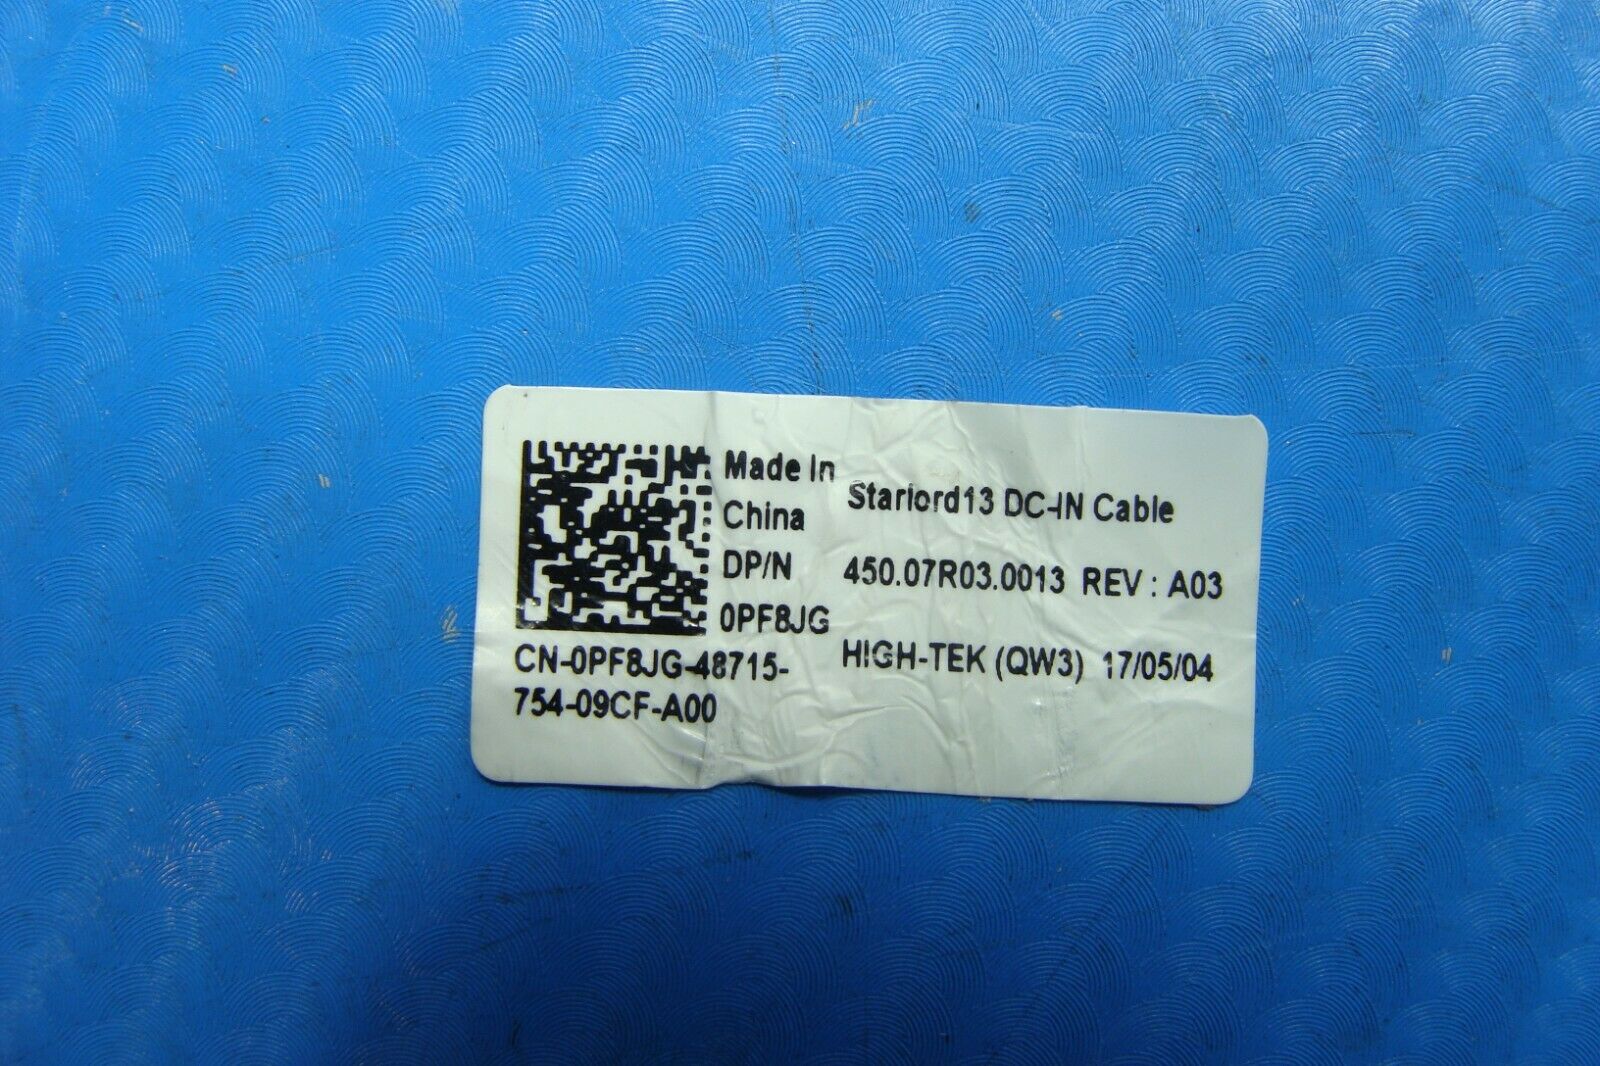 Made In
China
DP/N
0PF8JG
CN-0PF8JG-48715-
754-09CF-A00
Starlord13 DC-IN Cable
450.07R03.0013 REV : A03
HIGH-TEK (QW3) 17/05/04